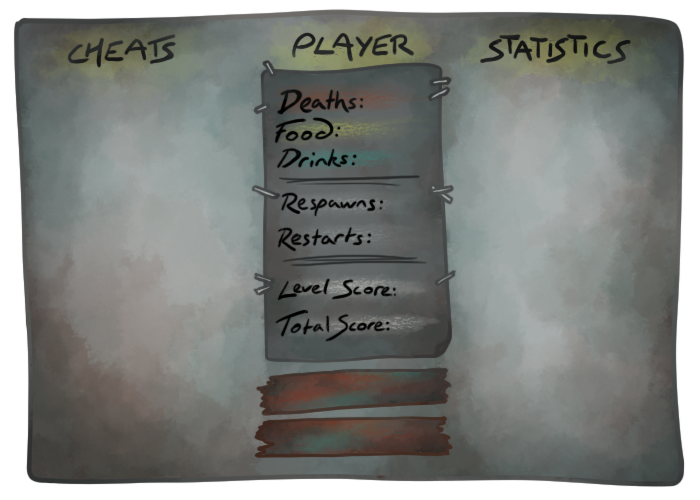 CHEATS
PLAYER
STATISTICS
Deaths:
Food:
Drinks:
Respawns:
Restarts:
Level Score:
Total Score: